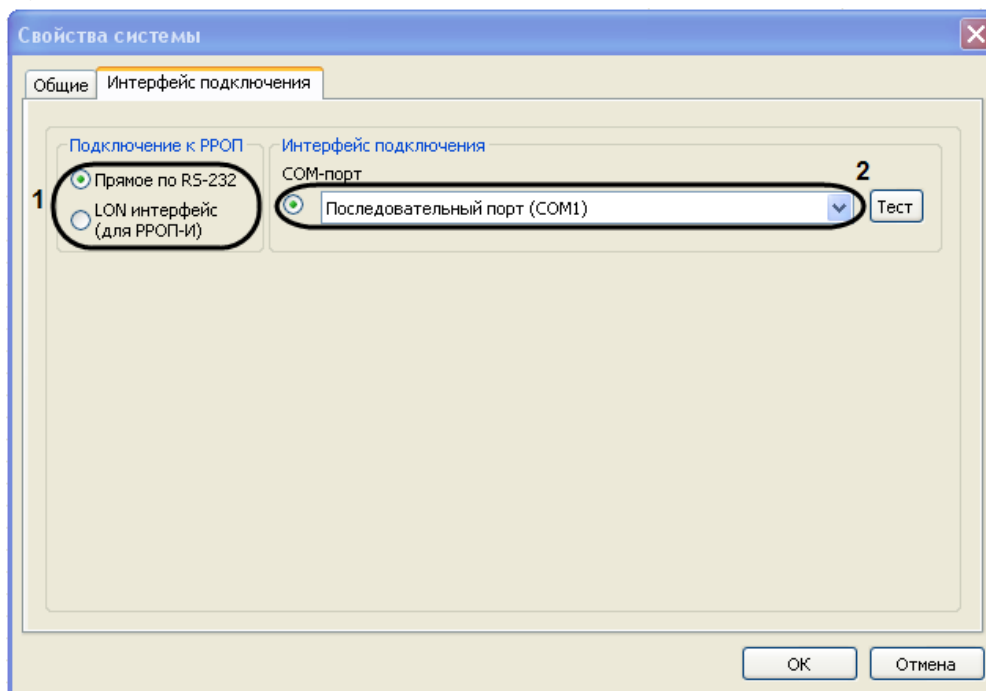 Свойства системы
Общие
Интерфейс подключения
Подключение к РРОП
Интерфейс подключения
1
Прямое по RS-232
LON интерфейс
(для РРОП-И)
COM-порт
2
Последовательный порт (COM1)
Тест
OK
Отмена